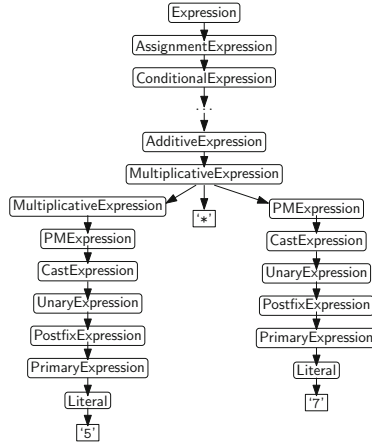 Expression
AssignmentExpression
ConditionalExpression
...
AdditiveExpression
MultiplicativeExpression
MultiplicativeExpression
PMExpression
CastExpression
UnaryExpression
PostfixExpression
PrimaryExpression
Literal
‘5’
‘*’
PMExpression
CastExpression
UnaryExpression
PostfixExpression
PrimaryExpression
Literal
‘7’